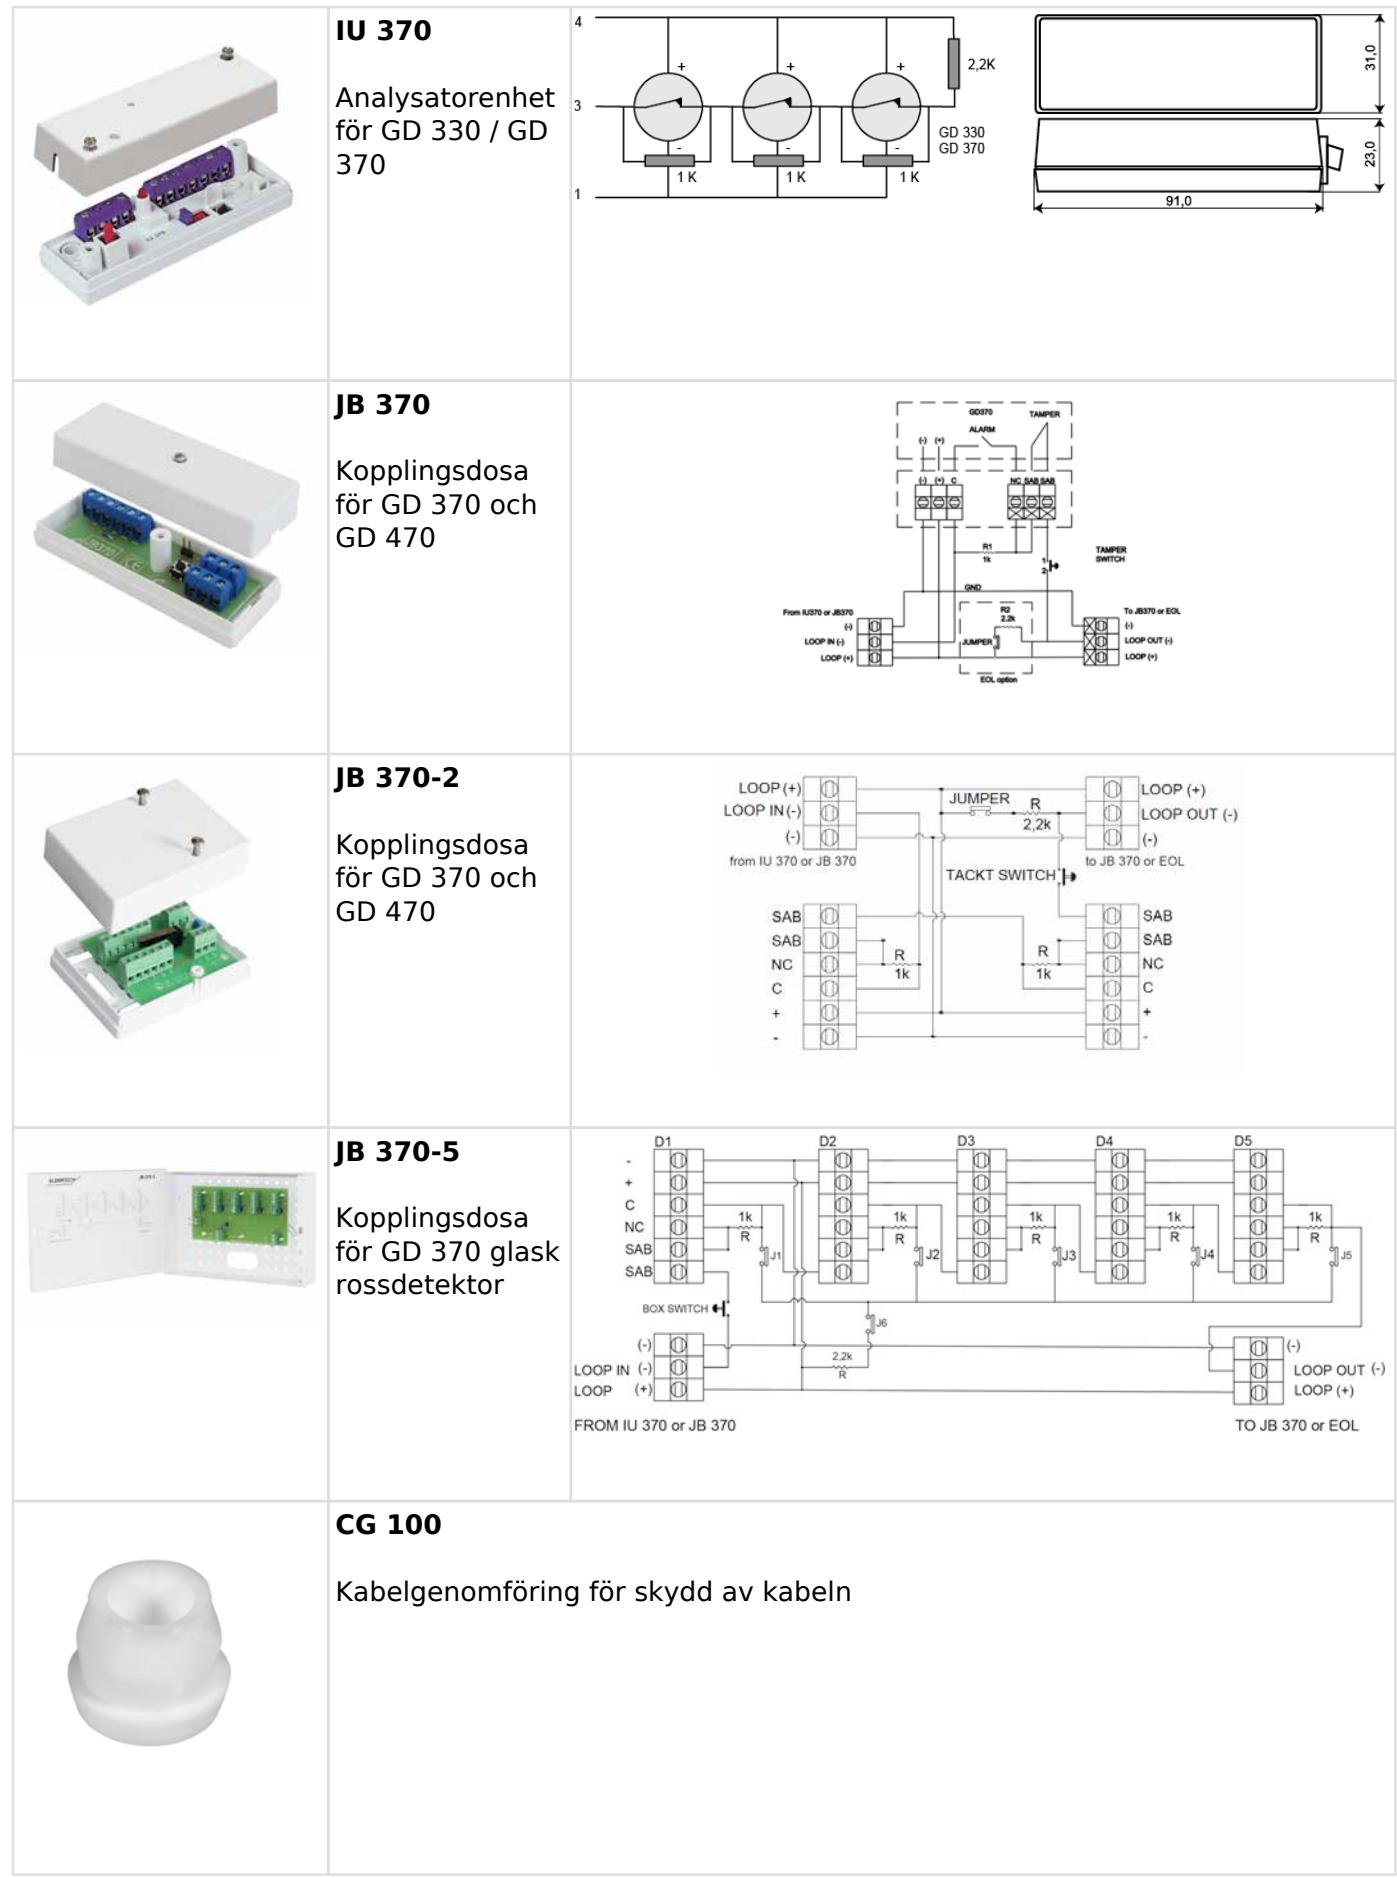 IU 370
Analysatorenhet
för GD 330 / GD
370
4
3
1
+
+
+
-
-
-
1 K
1 K
1 K
2,2K
GD 330
GD 370
31,0
23,0
91,0
JB 370
Kopplingsdosa
för GD 370 och
GD 470
JB370
CE
GD370
TAMPER
ALARM
(-) (+)
(-) (+) C
NC SAB SAB
R1
1k
1
2
TAMPER
SWITCH
GND
From IU370 or JB370
(-)
LOOP IN (-)
LOOP (+)
R2
2.2k
JUMPER
EOL option
To JB370 or EOL
(-)
LOOP OUT (-)
LOOP (+)
JB 370-2
Kopplingsdosa
för GD 370 och
GD 470
LOOP (+)
LOOP IN (-)
(-)
from IU 370 or JB 370
JUMPER
R
2,2k
LOOP (+)
LOOP OUT (-)
(-)
to JB 370 or EOL
TACKT SWITCH
SAB
SAB
NC
C
+
-
R
1k
R
1k
SAB
SAB
NC
C
+
-
JB 370-5
Kopplingsdosa
för GD 370 glask
rossdetektor
D1
D2
D3
D4
D5
-
+
C
NC
SAB
SAB
1k
R
J1
1k
R
J2
1k
R
J3
1k
R
J4
1k
R
J5
BOX SWITCH
J6
2,2k
R
(-)
LOOP IN (-)
LOOP (+)
FROM IU 370 or JB 370
(-)
LOOP OUT (-)
LOOP (+)
TO JB 370 or EOL
CG 100
Kabelgenomföring för skydd av kabeln